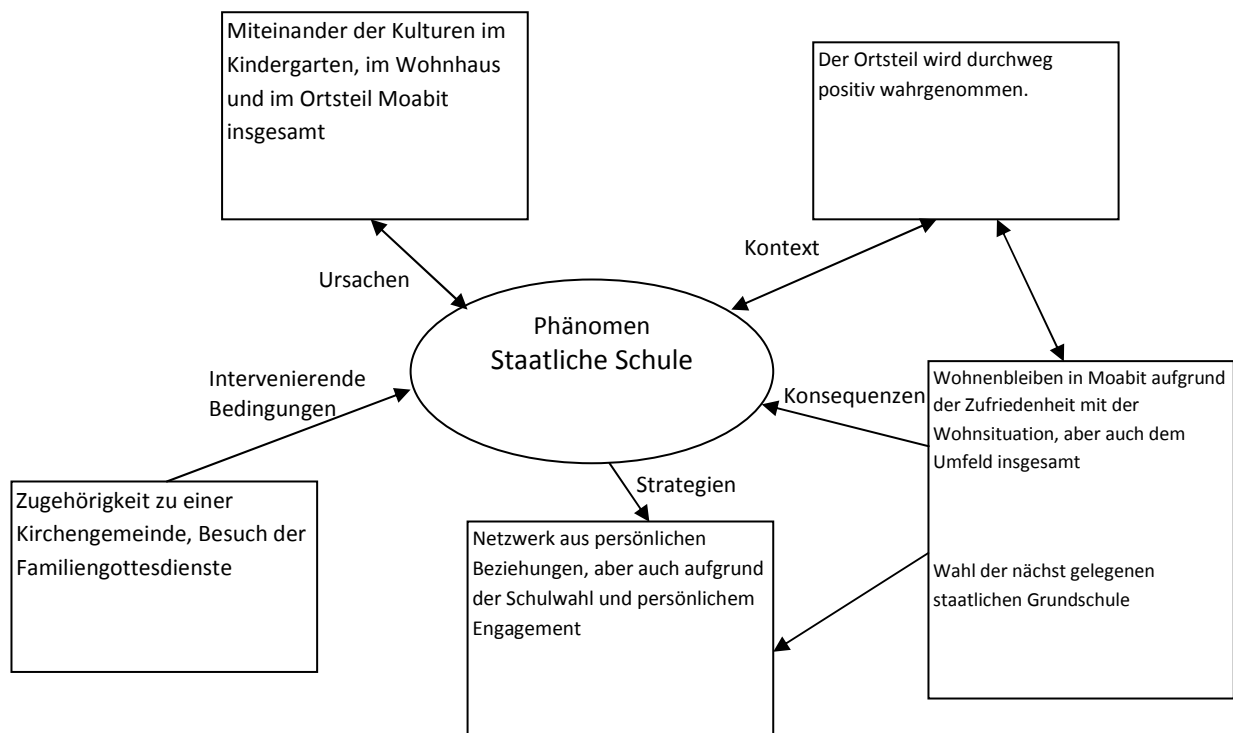 Miteinander der Kulturen im
Kindergarten, im Wohnhaus
und im Ortsteil Moabit
insgesamt
Der Ortsteil wird durchweg
positiv wahrgenommen.
Kontext
Ursachen
Phänomen
Staatliche Schule
Intervenierende
Bedingungen
Konsequenzen
Wohnenbleiben in Moabit aufgrund
der Zufriedenheit mit der
Wohnsituation, aber auch dem
Umfeld insgesamt
Wahl der nächst gelegenen
staatlichen Grundschule
Strategien
Zugehörigkeit zu einer
Kirchengemeinde, Besuch der
Familiengottesdienste
Netzwerk aus persönlichen
Beziehungen, aber auch aufgrund
der Schulwahl und persönlichem
Engagement